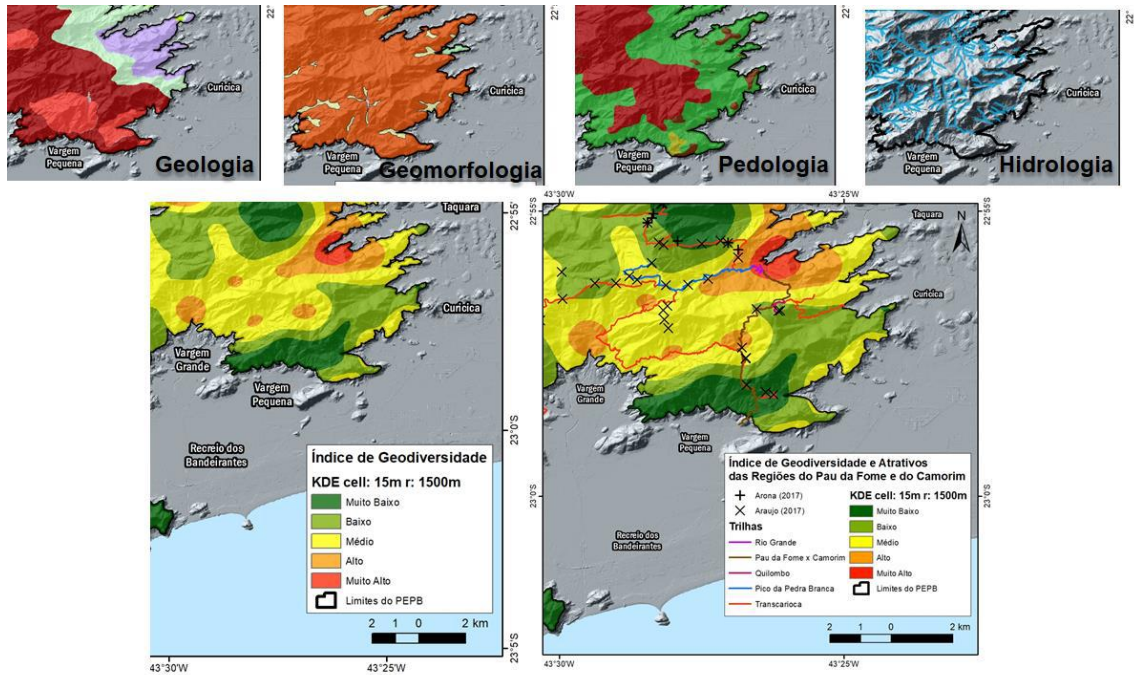 22°
Curicica
Vargem
Pequena
Geologia
Curicica
Vargem
Pequena
Geomorfologia
Curicica
Vargem
Pequena
Pedologia
22°
Curicica
Vargem
Pequena
Hidrologia
43°30'W
43°25'W
Taquara
22°55'S
Curicica
Vargem
Grande
Vargem
Pequena
Recreio dos
Bandeirantes
23°0'S
Índice de Geodiversidade
KDE cell: 15m r: 1500m
Muito Baixo
Baixo
Médio
Alto
Muito Alto
Limites do PEPB
2 1 0 2 km
23°5'S
43°30'W
43°25'W
22°55'S
Taquara
N
Curicica
Vargem
Grande
Vargem
Pequena
23°0'S
23°0'S
Recreio dos
Bandeirantes
Índice de Geodiversidade e Atrativos
das Regiões do Pau da Fome e do Camorim
Arona (2017)
Araujo (2017)
Trilhas
Rio Grande
Pau da Fome x Camorim
Quilombo
Pico da Pedra Branca
Transcarioca
KDE cell: 15m r: 1500m
Muito Baixo
Baixo
Médio
Alto
Muito Alto
Limites do PEPB
2 1 0 2 km
43°30'W
43°25'W